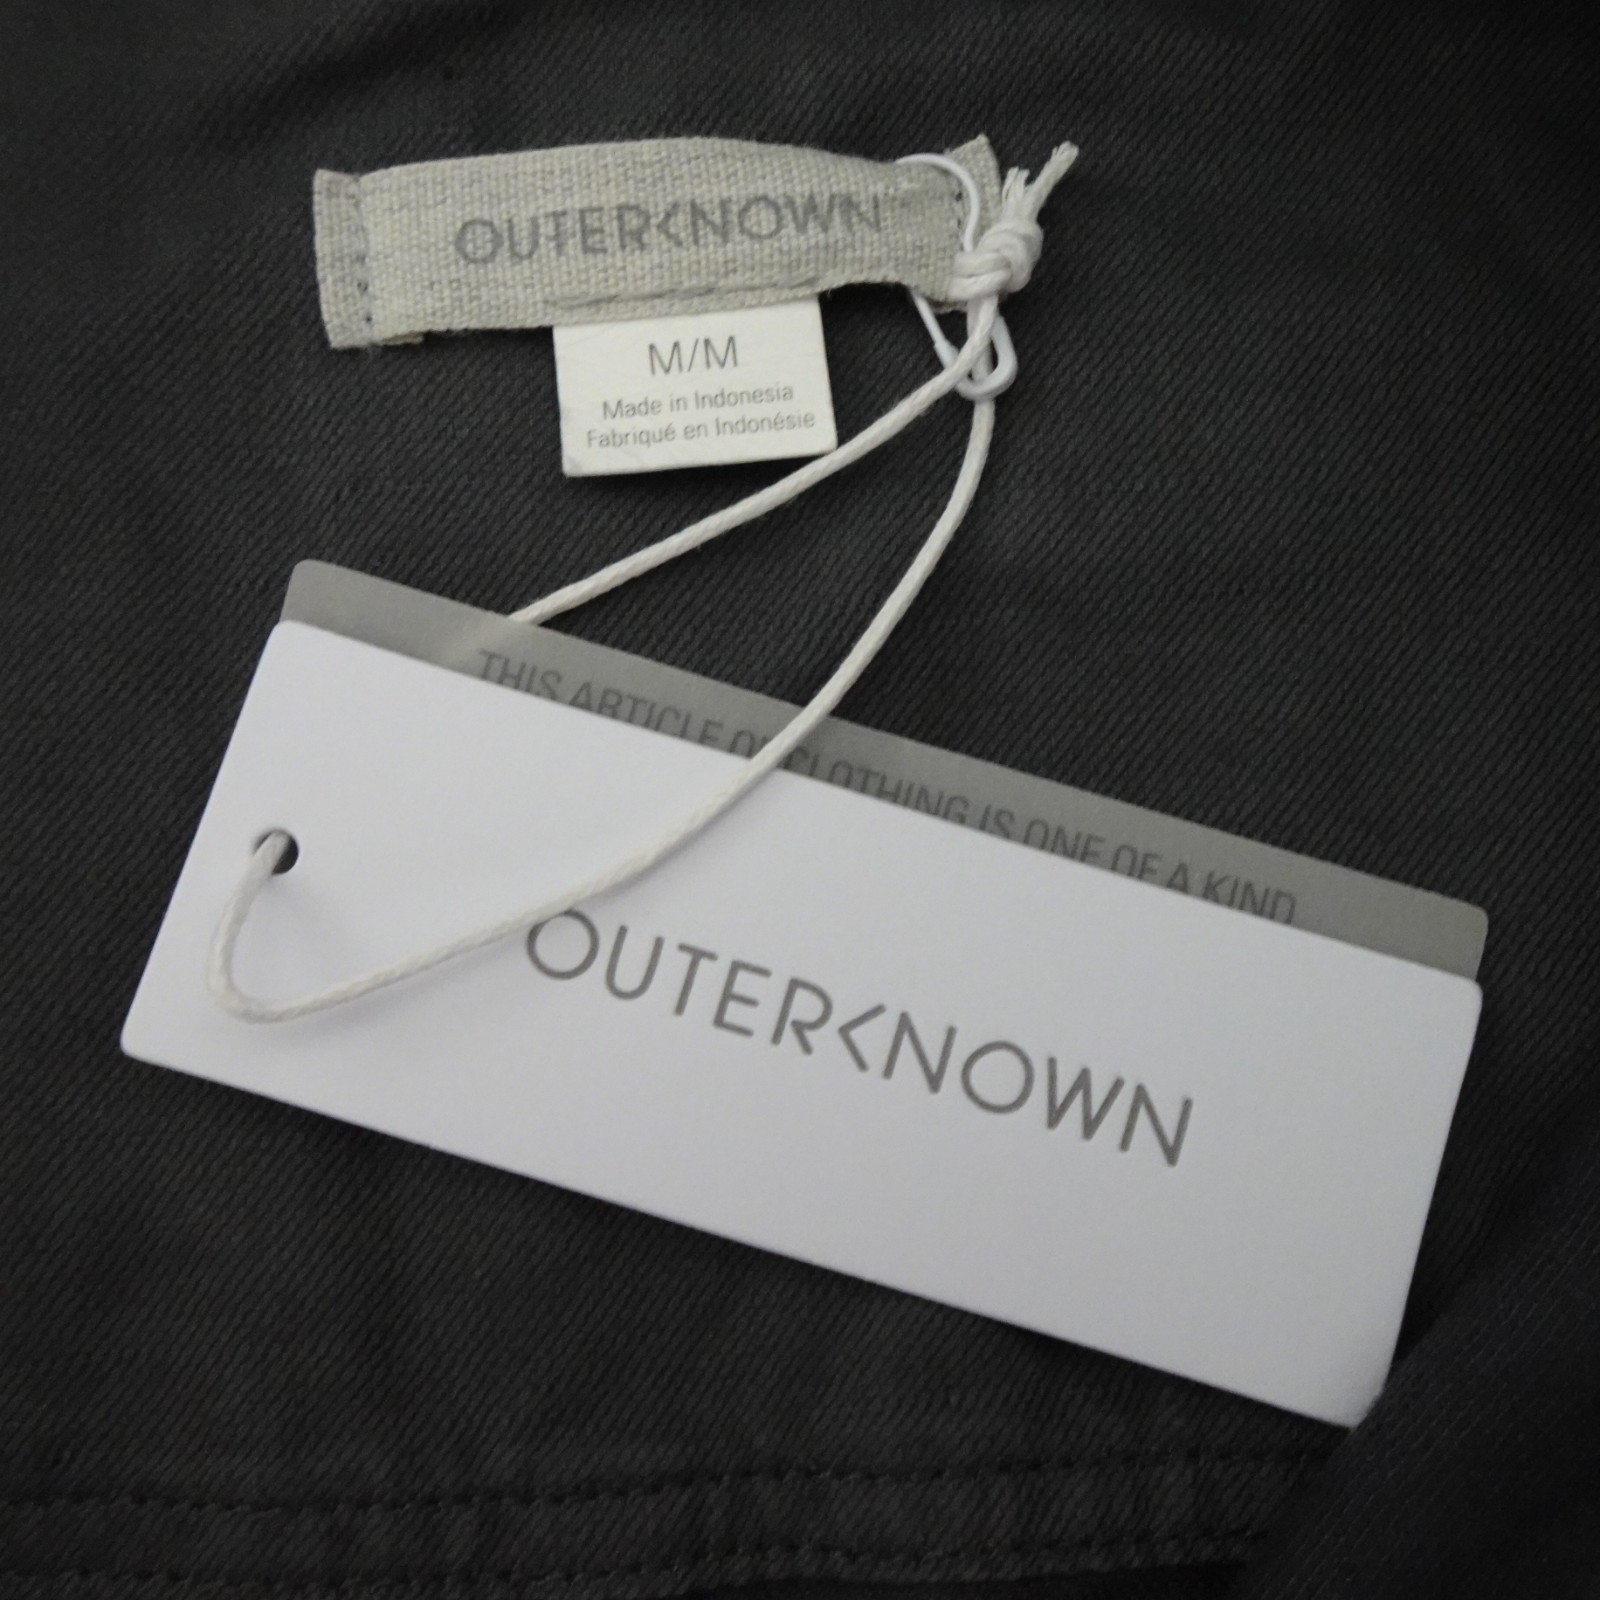 OUTERKNOWN
M/M
Made in Indonesia
Fabriqué en Indonésie
THIS ARTICLE OF CLOTHING IS ONE OF A KIND
OUTERKNOWN